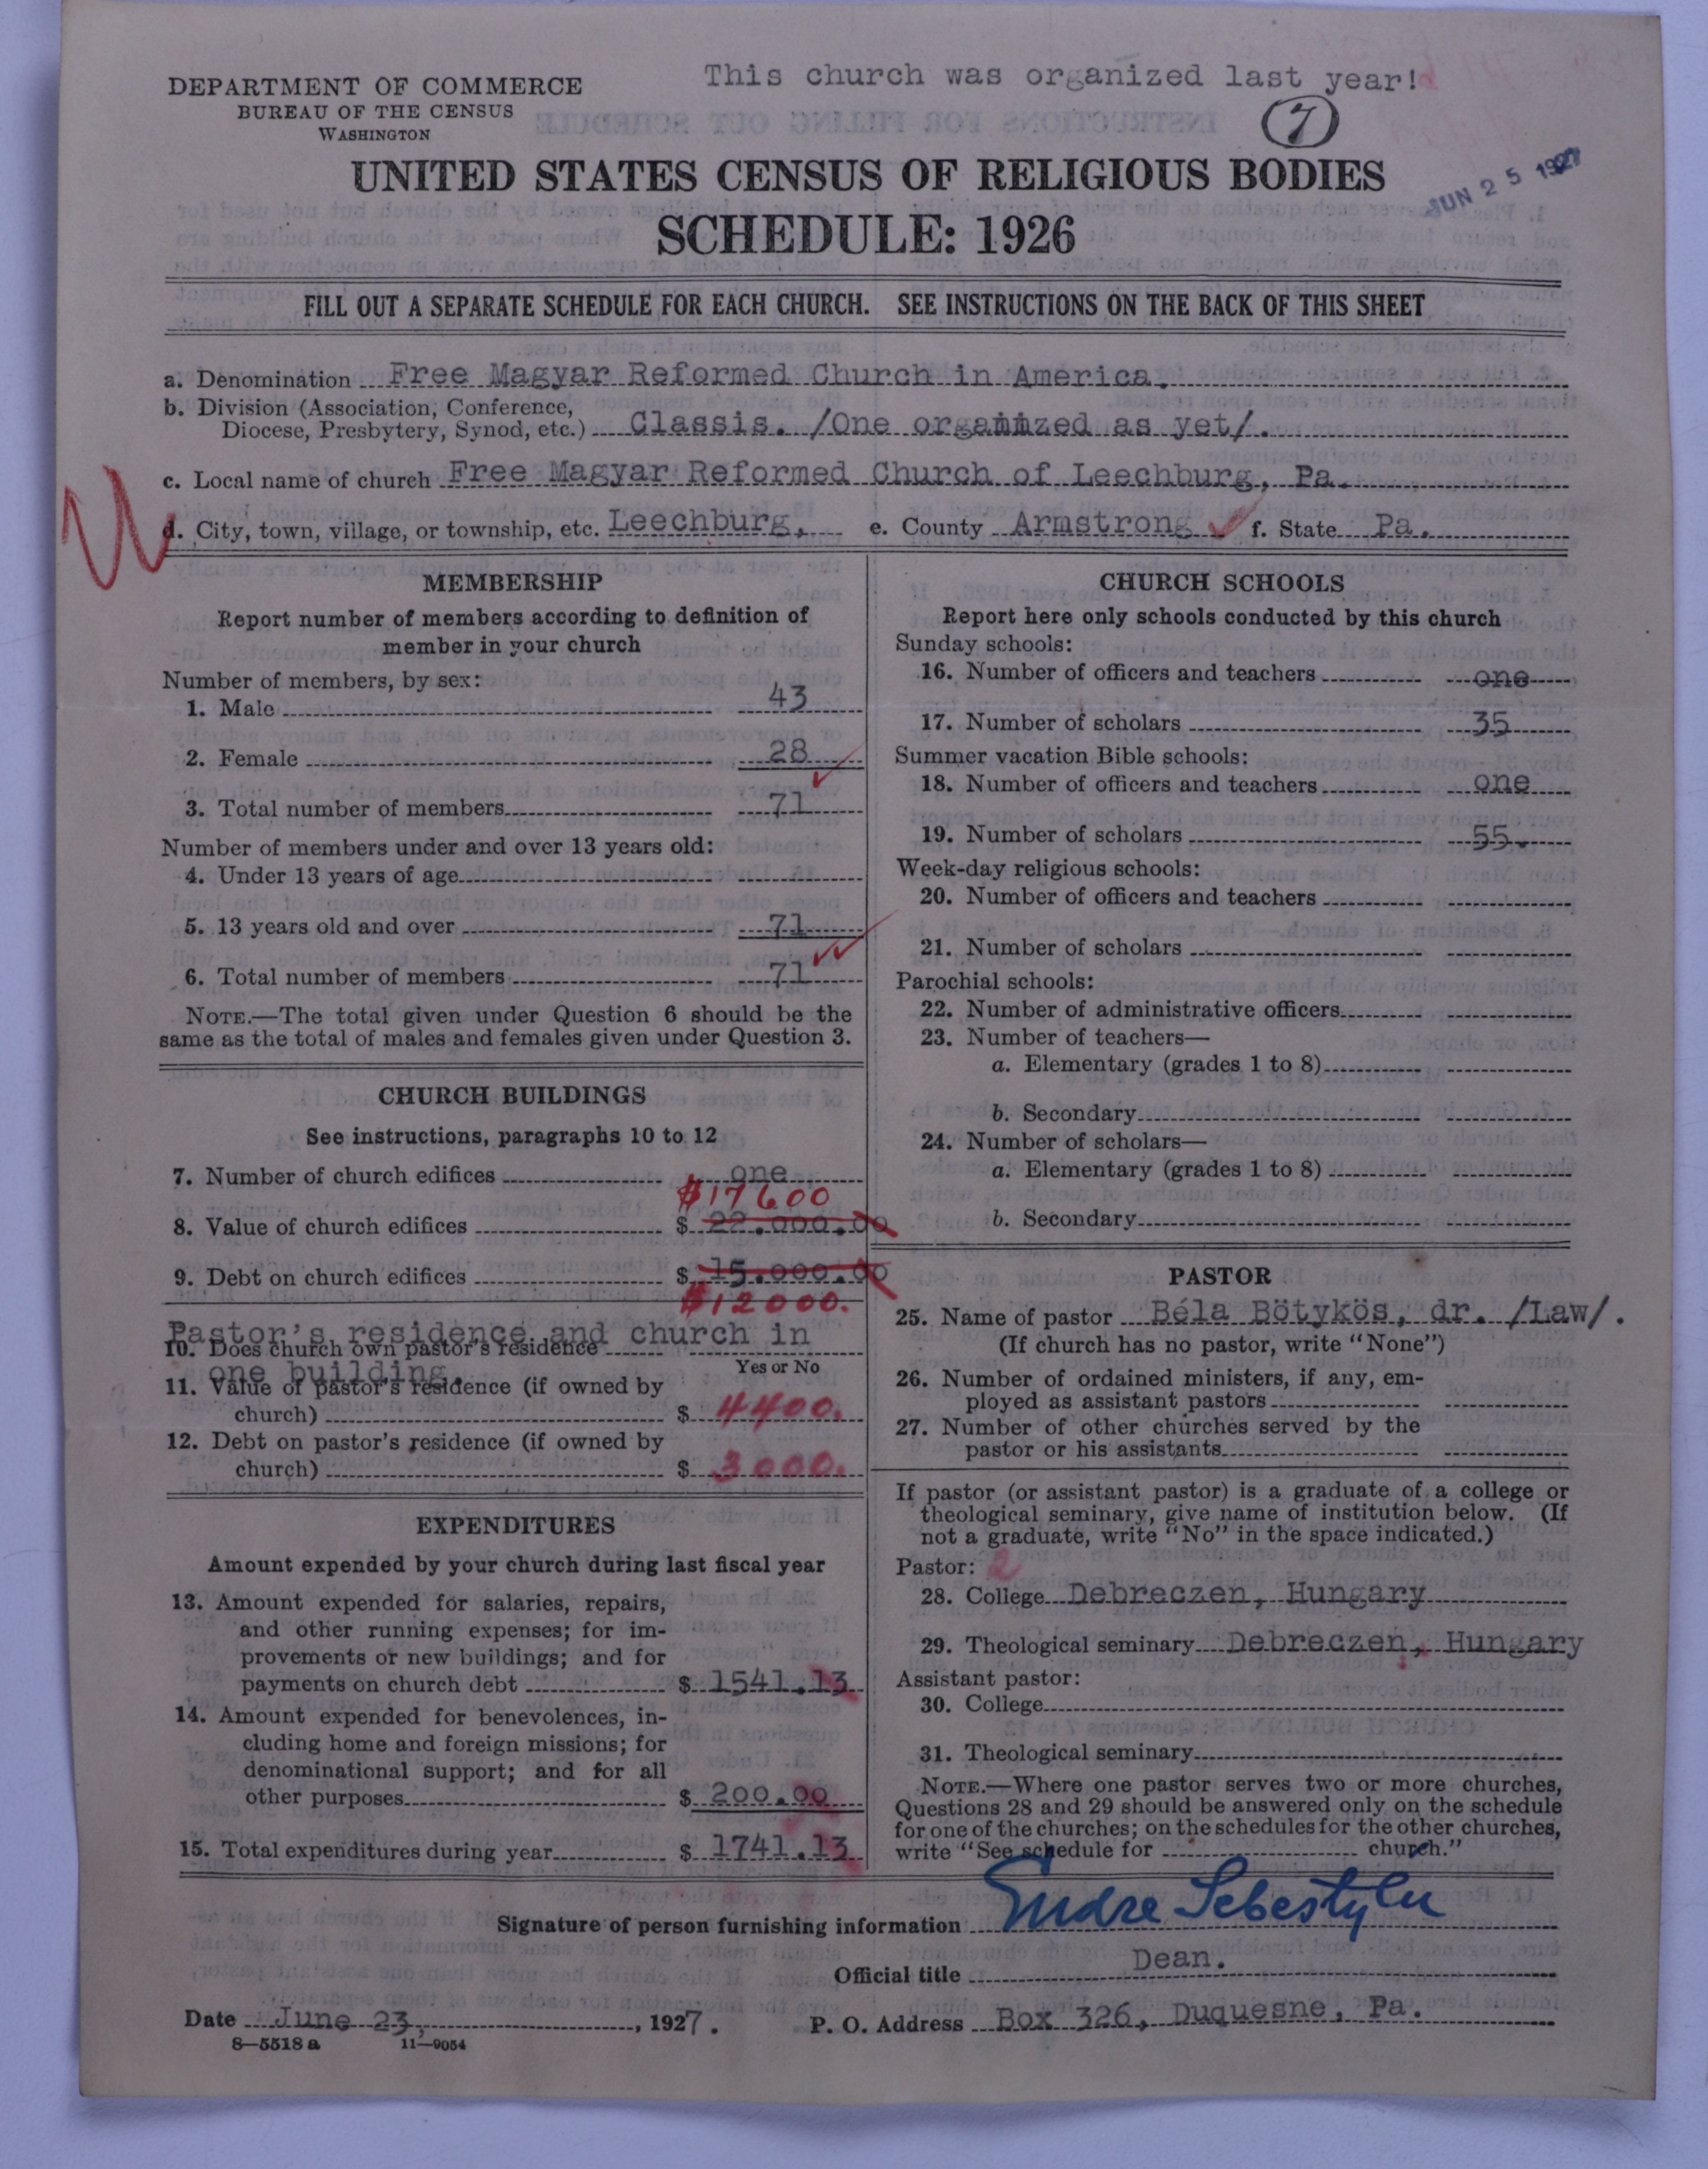 This church was organized last year!
DEPARTMENT OF COMMERCE
BUREAU OF THE CENSUS
WASHINGTON
7
JUN 25 1927
UNITED STATES CENSUS OF RELIGIOUS BODIES
SCHEDULE: 1926
FILL OUT A SEPARATE SCHEDULE FOR EACH CHURCH. SEE INSTRUCTIONS ON THE BACK OF THIS SHEET
a. Denomination Free Magyar Reformed Church in America.
b. Division (Association, Conference,
Diocese, Presbytery, Synod, etc.) Classis. /One organized as yet/.
c. Local name of church Free Magyar Reformed Church of Leechburg, Pa.
d. City, town, village, or township, etc. Leechburg, e. County Armstrong f. State Pa.
MEMBERSHIP
Report number of members according to definition of
member in your church
Number of members, by sex:
1. Male 43
2. Female 28
3. Total number of members 71
Number of members under and over 13 years old:
4. Under 13 years of age
5. 13 years old and over 71
6. Total number of members 71
NOTE.—The total given under Question 6 should be the
same as the total of males and females given under Question 3.
CHURCH BUILDINGS
See instructions, paragraphs 10 to 12
7. Number of church edifices one
$17600
8. Value of church edifices $ 22.000.00
9. Debt on church edifices $ 15.000.00
$12000.
Pastor's residence and church in
10. Does church own pastor's residence
one building.
Yes or No
11. Value of pastor's residence (if owned by
church) $ 4400.
12. Debt on pastor's residence (if owned by
church) $ 3000.
EXPENDITURES
Amount expended by your church during last fiscal year
13. Amount expended for salaries, repairs,
and other running expenses; for im-
provements or new buildings; and for
payments on church debt $ 1541.13
14. Amount expended for benevolences, in-
cluding home and foreign missions; for
denominational support; and for all
other purposes $ 200.00
15. Total expenditures during year $ 1741.13
CHURCH SCHOOLS
Report here only schools conducted by this church
Sunday schools:
16. Number of officers and teachers one
17. Number of scholars 35
Summer vacation Bible schools:
18. Number of officers and teachers one
19. Number of scholars 55.
Week-day religious schools:
20. Number of officers and teachers
21. Number of scholars
Parochial schools:
22. Number of administrative officers
23. Number of teachers—
a. Elementary (grades 1 to 8)
b. Secondary
24. Number of scholars—
a. Elementary (grades 1 to 8)
b. Secondary
PASTOR
25. Name of pastor Béla Bötykös, dr. /Law/.
(If church has no pastor, write "None")
26. Number of ordained ministers, if any, em-
ployed as assistant pastors
27. Number of other churches served by the
pastor or his assistants
If pastor (or assistant pastor) is a graduate of a college or
theological seminary, give name of institution below. (If
not a graduate, write "No" in the space indicated.)
Pastor: 2
28. College Debreczen, Hungary
29. Theological seminary Debreczen, Hungary
Assistant pastor:
30. College
31. Theological seminary
NOTE.—Where one pastor serves two or more churches,
Questions 28 and 29 should be answered only on the schedule
for one of the churches; on the schedules for the other churches,
write "See schedule for church."
Signature of person furnishing information Endre Sebestyén
Official title Dean.
Date June 23, , 1927. P. O. Address Box 326, Duquesne, Pa.
8—5518 a 11—9054